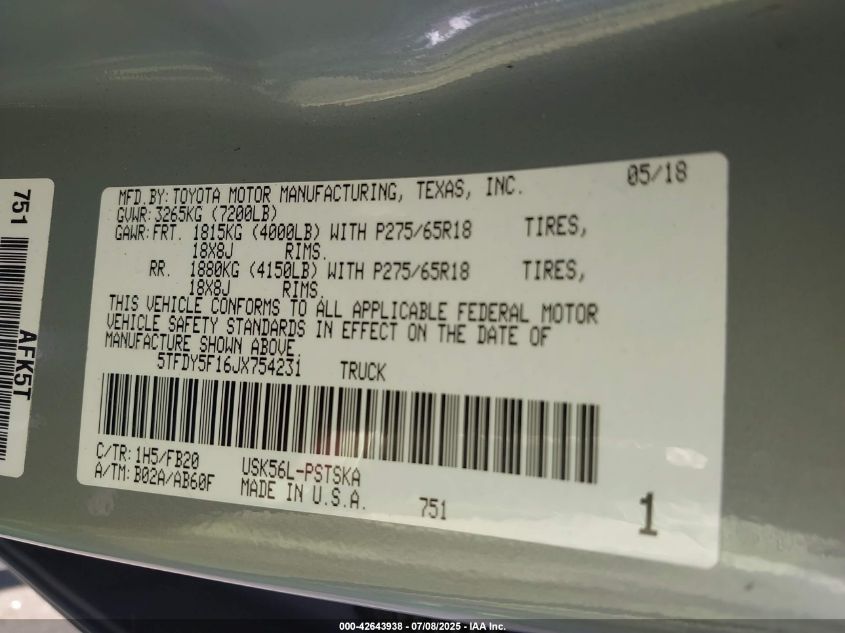 751
AFK5T
MFD.BY:TOYOTA MOTOR MANUFACTURING, TEXAS, INC. 05/18
GVWR:3265KG (7200LB)
GAWR:FRT. 1815KG (4000LB) WITH P275/65R18 TIRES,
18X8J RIMS.
RR. 1880KG (4150LB) WITH P275/65R18 TIRES,
18X8J RIMS.
THIS VEHICLE CONFORMS TO ALL APPLICABLE FEDERAL MOTOR
VEHICLE SAFETY STANDARDS IN EFFECT ON THE DATE OF
MANUFACTURE SHOWN ABOVE.
5TFDY5F16JX754231 TRUCK
C/TR:1H5/FB20 USK56L-PSTSKA
A/TM:B02A/AB60F MADE IN U.S.A. 751 1
000-42643938 - 07/08/2025 - IAA Inc.